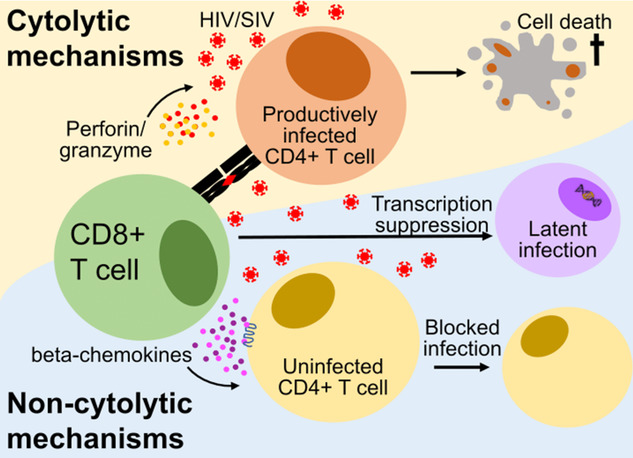 Cytolytic
mechanisms
HIV/SIV
Cell death
Perforin/
granzyme
Productively
infected
CD4+ T cell
CD8+
T cell
Transcription
suppression
Latent
infection
beta-chemokines
Uninfected
CD4+ T cell
Blocked
infection
Non-cytolytic
mechanisms